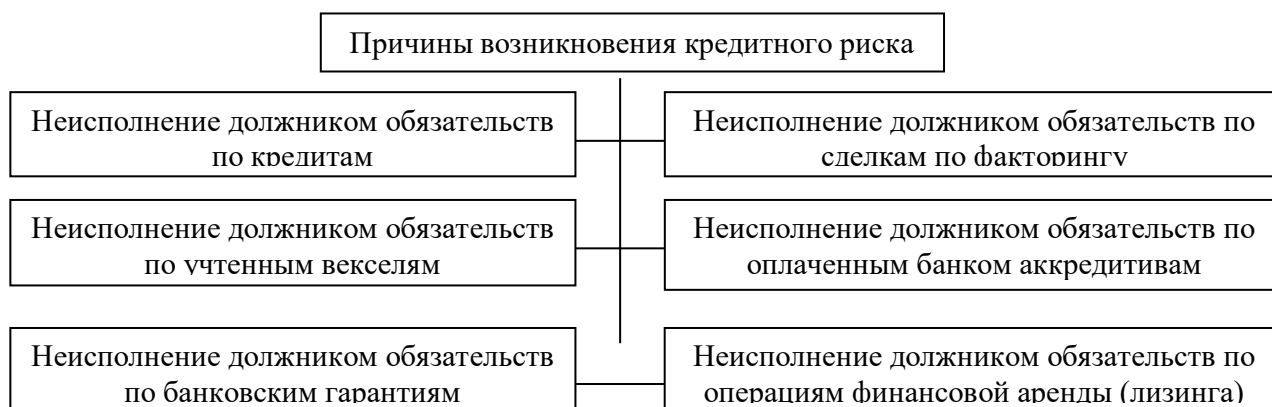 Причины возникновения кредитного риска
Неисполнение должником обязательств
по кредитам
Неисполнение должником обязательств по
сделкам по факторингу
Неисполнение должником обязательств
по учтенным векселям
Неисполнение должником обязательств по
оплаченным банком аккредитивам
Неисполнение должником обязательств
по банковским гарантиям
Неисполнение должником обязательств по
операциям финансовой аренды (лизинга)